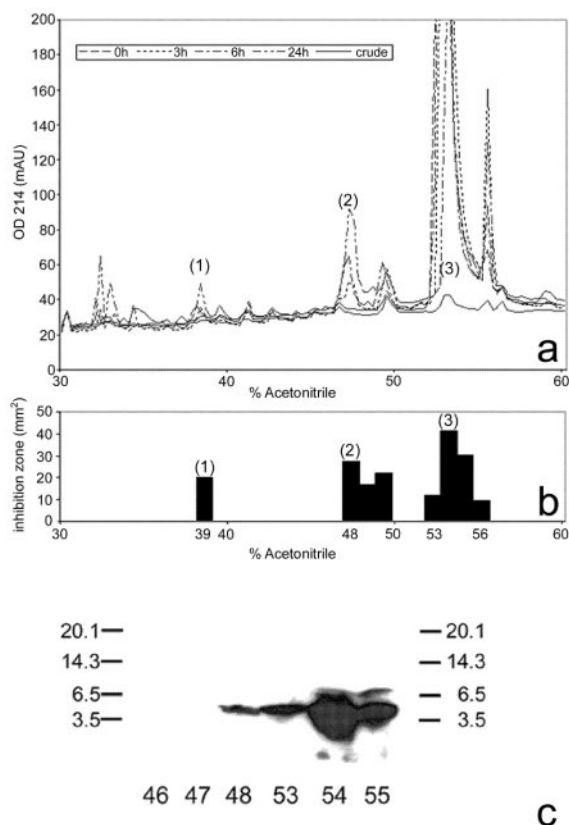 200
180
160
140
120
100
80
60
40
20
0
OD 214 (mAU)
0h 3h 6h 24h crude
(1)
(2)
(3)
a
30 40 50 60
% Acetonitrile
50
40
30
20
10
0
inhibition zone (mm²)
(1)
(2)
(3)
b
30 39 40 48 50 53 56 60
% Acetonitrile
20.1 20.1
14.3 14.3
6.5 6.5
3.5 3.5
46 47 48 53 54 55
c